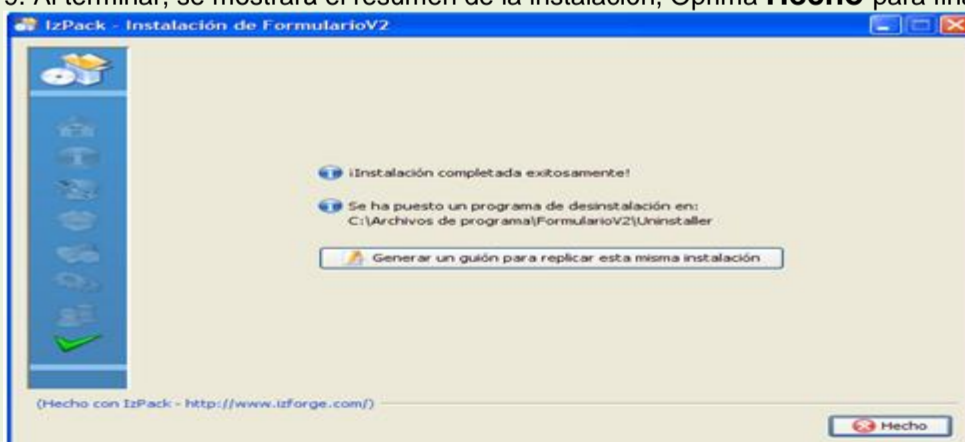 9. Al terminar, se mostrará el resumen de la instalación, Oprima Hecho para
IzPack - Instalación de FormularioV2
¡Instalación completada exitosamente!
Se ha puesto un programa de desinstalación en:
C:\Archivos de programa\FormularioV2\Uninstaller
Generar un guión para replicar esta misma instalación
(Hecho con IzPack - http://www.izforge.com/)
Hecho